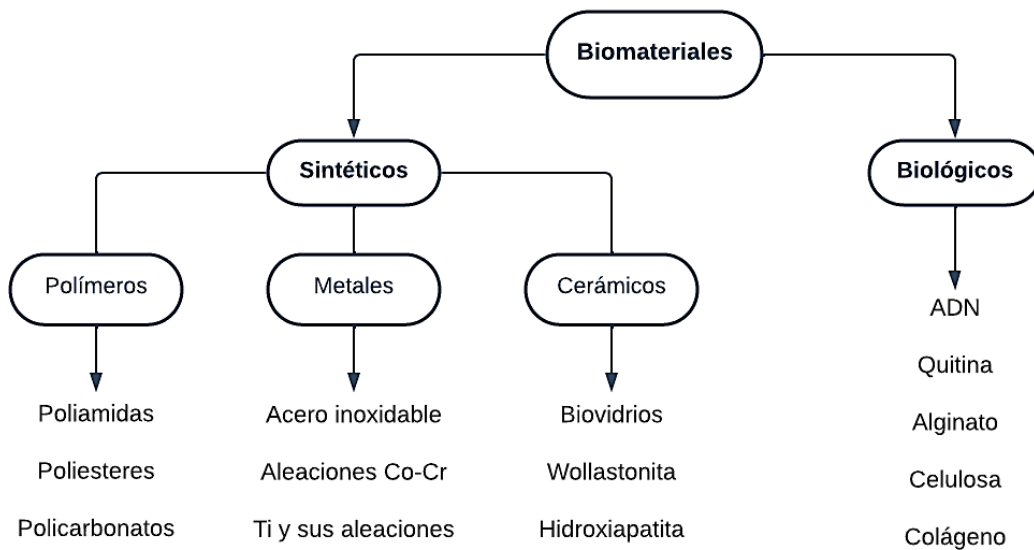 Biomateriales
Sintéticos
Biológicos
Polímeros
Metales
Cerámicos
Poliamidas
Poliesteres
Policarbonatos
Acero inoxidable
Aleaciones Co-Cr
Ti y sus aleaciones
Biovidrios
Wollastonita
Hidroxiapatita
ADN
Quitina
Alginato
Celulosa
Colágeno